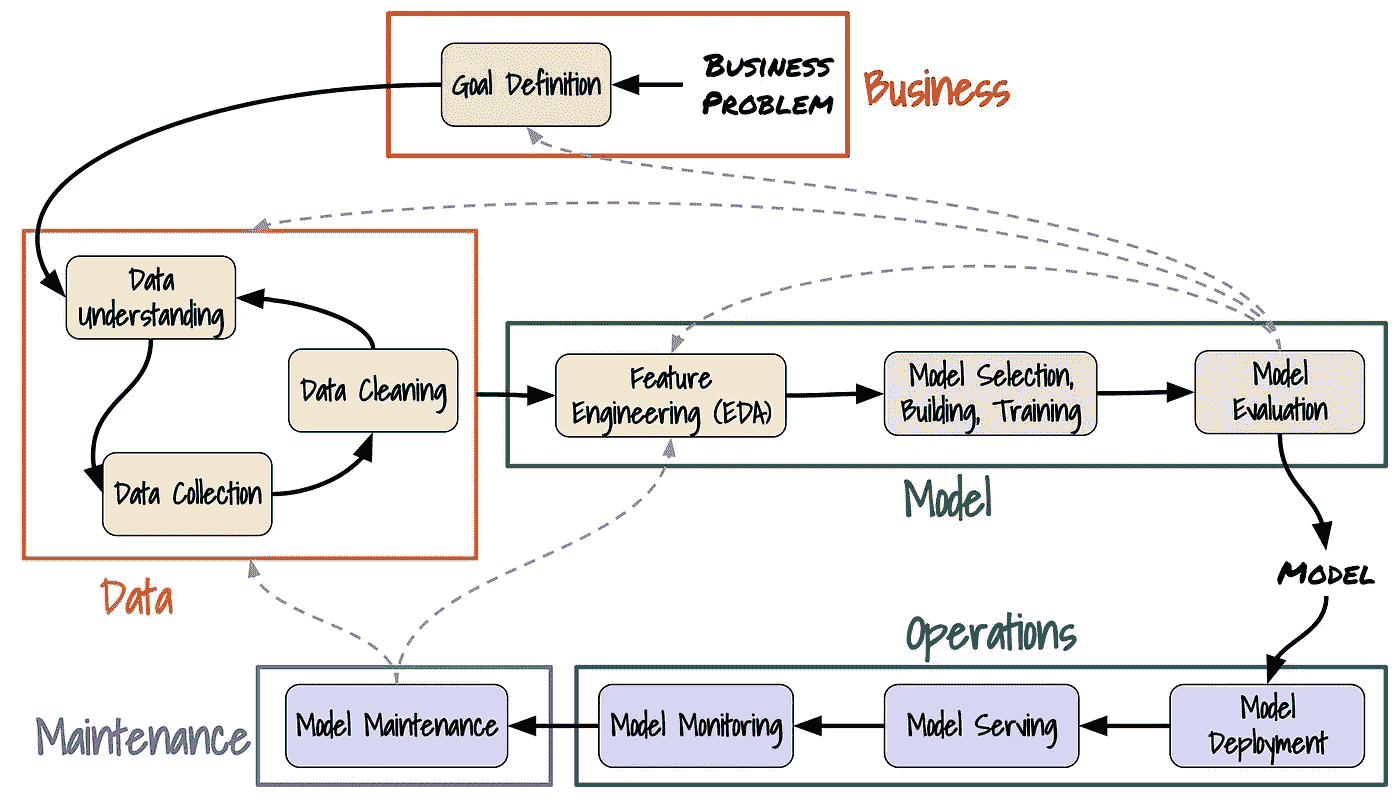 Goal Definition
BUSINESS
PROBLEM
Business
Data
Understanding
Data Cleaning
Data Collection
Data
Feature
Engineering (EDA)
Model Selection,
Building, Training
Model
Evaluation
Model
MODEL
Operations
Maintenance
Model Maintenance
Model Monitoring
Model Serving
Model
Deployment